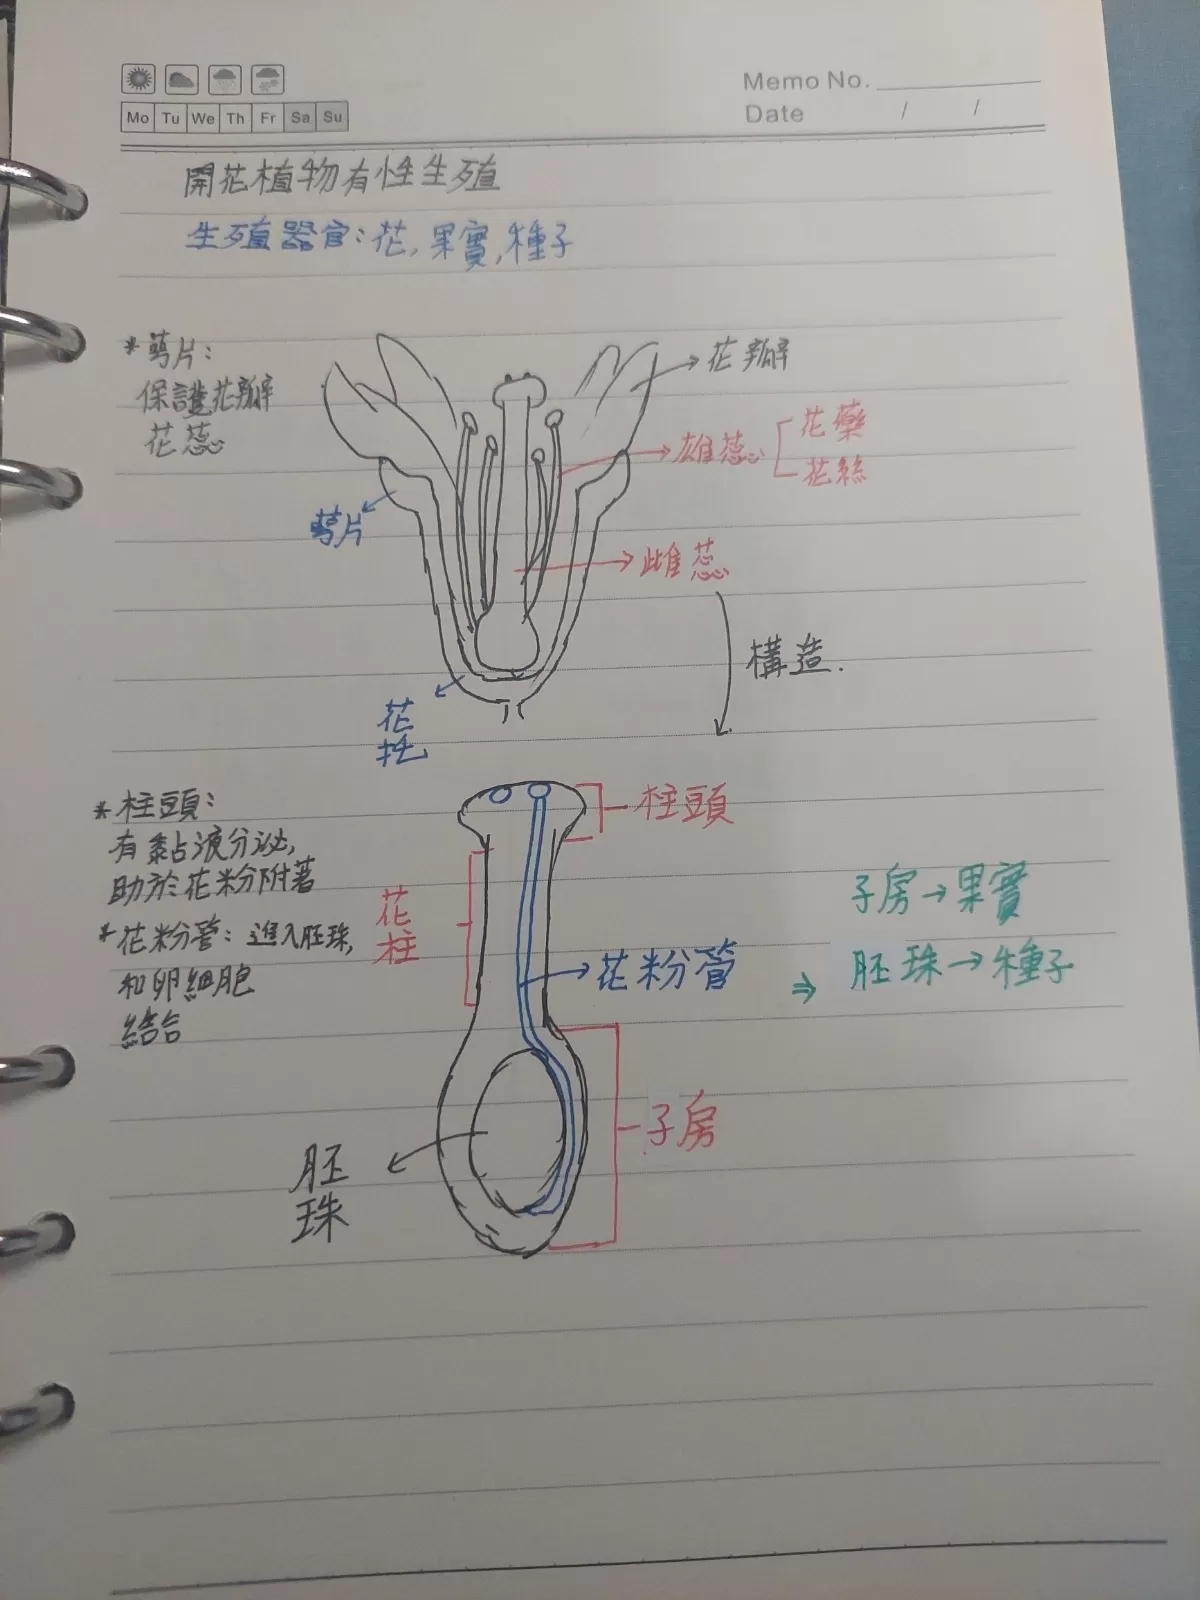 Memo No.
Mo Tu We Th Fr Sa Su
Date / /
開花植物有性生殖
生殖器官：花,果實,種子
*萼片：
保護花瓣
花蕊
花瓣
雄蕊
花藥
花絲
萼片
雌蕊
構造.
花
托
*柱頭：
有黏液分泌,
助於花粉附著
*花粉管：進入胚珠,
和卵細胞
結合
柱頭
花
柱
花粉管
子房→果實
⇒ 胚珠→種子
子房
胚
珠